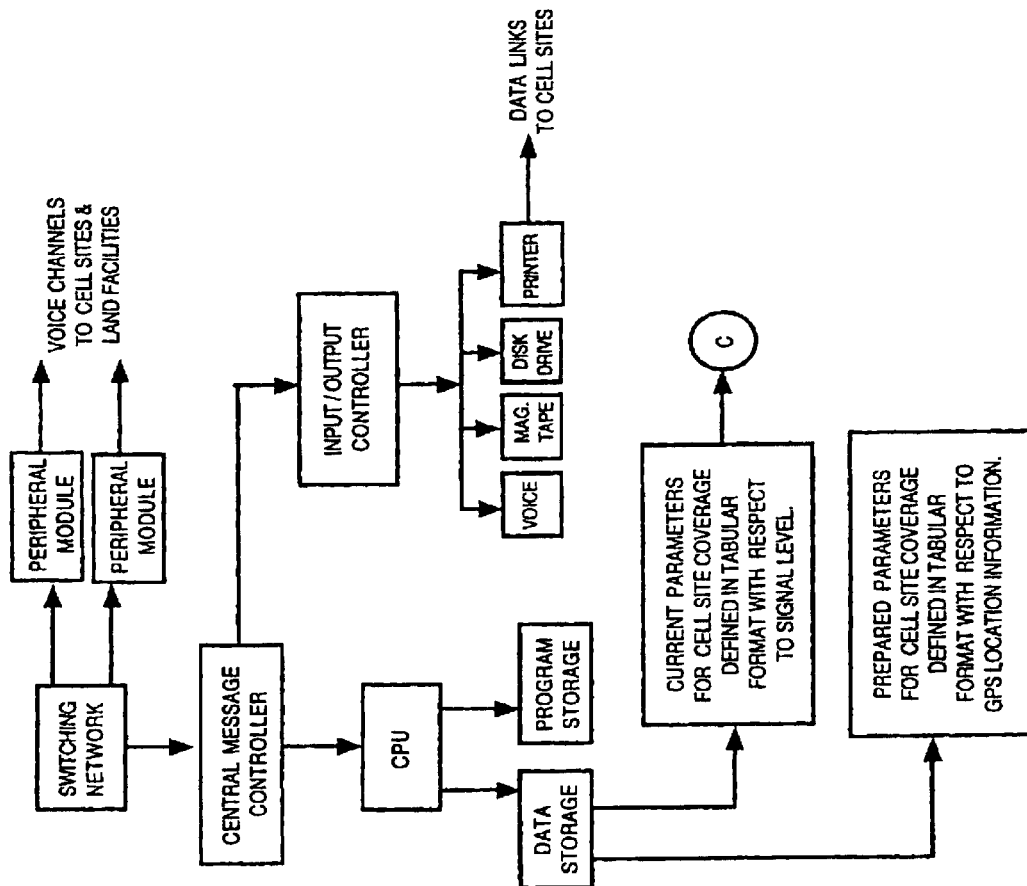 SWITCHING
NETWORK
PERIPHERAL
MODULE
PERIPHERAL
MODULE
VOICE CHANNELS
TO CELL SITES &
LAND FACILITIES
CENTRAL MESSAGE
CONTROLLER
INPUT/OUTPUT
CONTROLLER
CPU
VOICE
MAG.
TAPE
DISK
DRIVE
PRINTER
DATA LINKS
TO CELL SITES
DATA
STORAGE
PROGRAM
STORAGE
CURRENT PARAMETERS
FOR CELL SITE COVERAGE
DEFINED IN TABULAR
FORMAT WITH RESPECT
TO SIGNAL LEVEL.
C
PREPARED PARAMETERS
FOR CELL SITE COVERAGE
DEFINED IN TABULAR
FORMAT WITH RESPECT TO
GPS LOCATION INFORMATION.